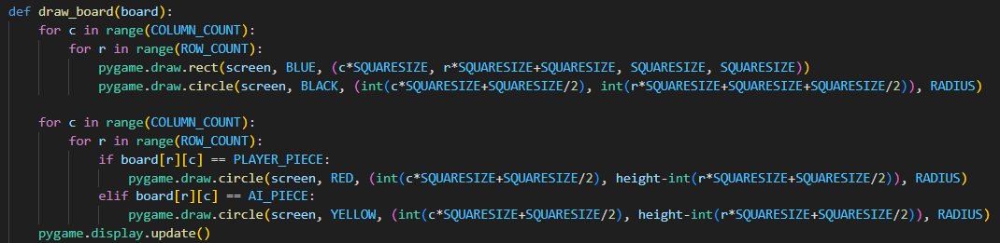 def draw_board(board):
    for c in range(COLUMN_COUNT):
        for r in range(ROW_COUNT):
            pygame.draw.rect(screen, BLUE, (c*SQUARESIZE, r*SQUARESIZE+SQUARESIZE, SQUARESIZE, SQUARESIZE))
            pygame.draw.circle(screen, BLACK, (int(c*SQUARESIZE+SQUARESIZE/2), int(r*SQUARESIZE+SQUARESIZE+SQUARESIZE/2)), RADIUS)

    for c in range(COLUMN_COUNT):
        for r in range(ROW_COUNT):
            if board[r][c] == PLAYER_PIECE:
                pygame.draw.circle(screen, RED, (int(c*SQUARESIZE+SQUARESIZE/2), height-int(r*SQUARESIZE+SQUARESIZE/2)), RADIUS)
            elif board[r][c] == AI_PIECE:
                pygame.draw.circle(screen, YELLOW, (int(c*SQUARESIZE+SQUARESIZE/2), height-int(r*SQUARESIZE+SQUARESIZE/2)), RADIUS)
    pygame.display.update()